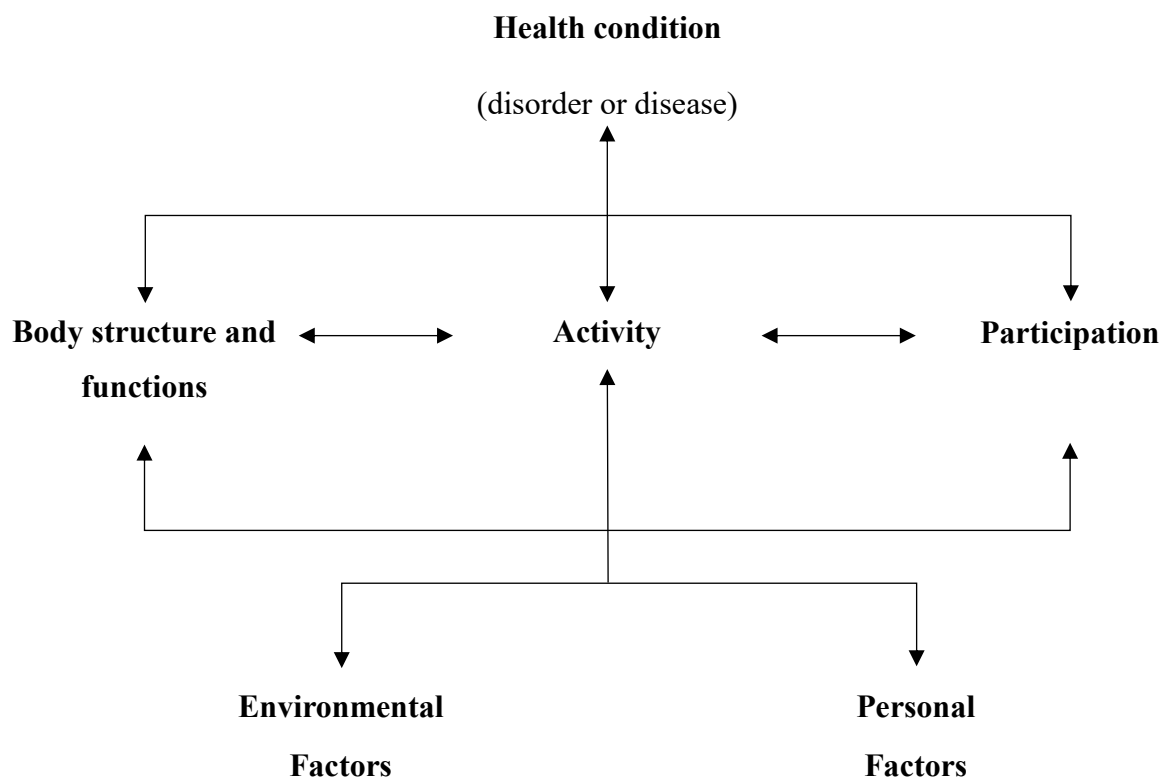 Health condition
(disorder or disease)
Body structure and
functions
Activity
Participation
Environmental
Factors
Personal
Factors